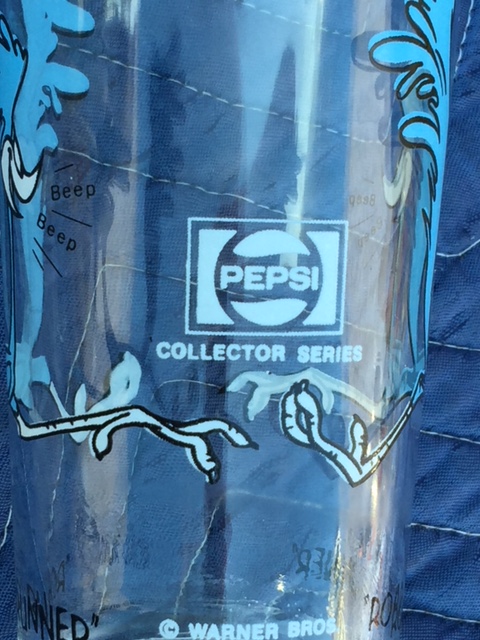 Beep
Beep
PEPSI
COLLECTOR SERIES
© WARNER BROS